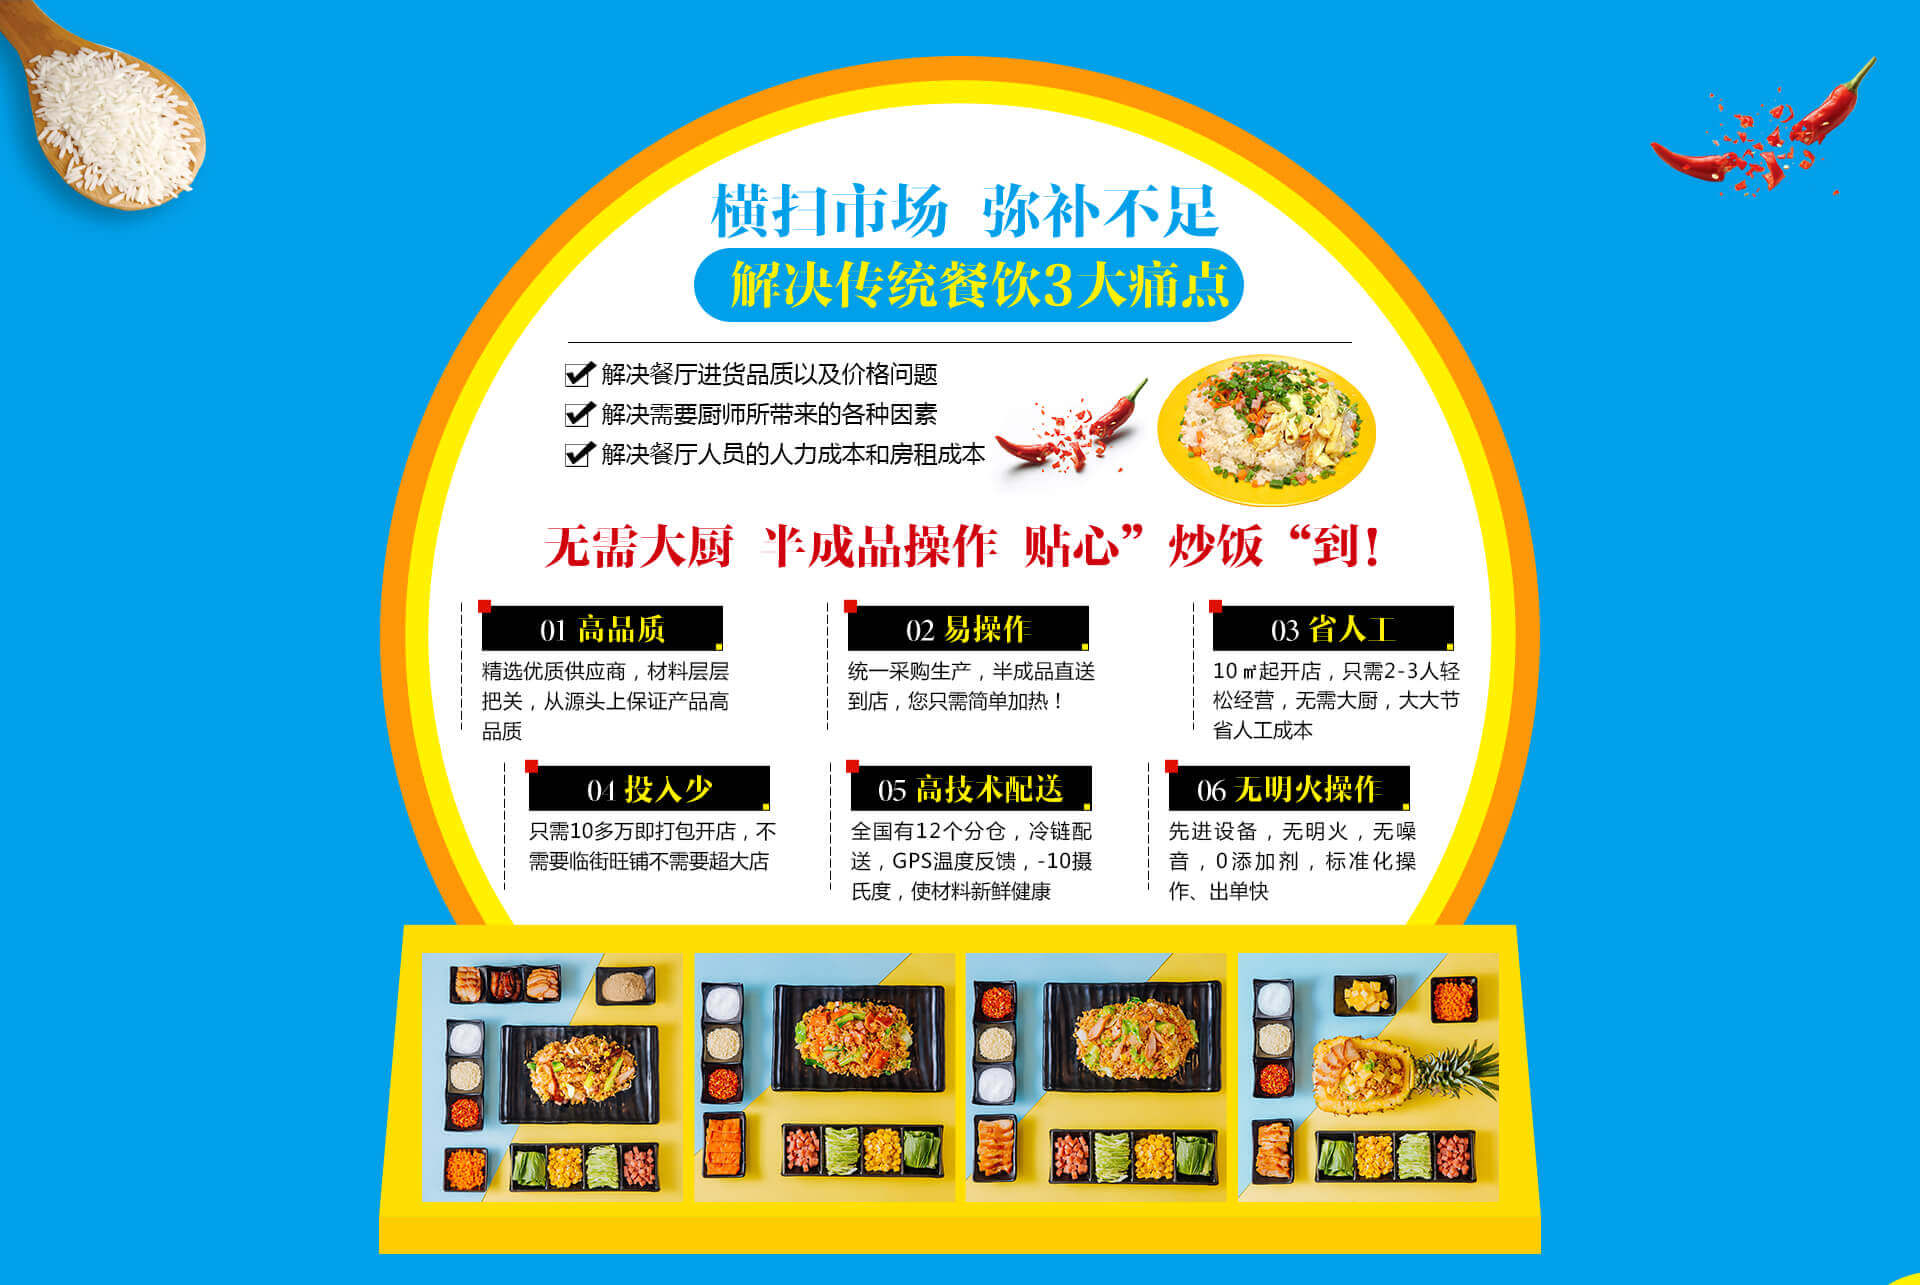 横扫市场 弥补不足
解决传统餐饮3大痛点
解决餐厅进货品质以及价格问题
解决需要厨师所带来的各种因素
解决餐厅人员的人力成本和房租成本
无需大厨 半成品操作 贴心”炒饭“到!
01 高品质
精选优质供应商，材料层层
把关，从源头上保证产品高
品质
02 易操作
统一采购生产，半成品直送
到店，您只需简单加热！
03 省人工
10㎡起开店，只需2-3人轻
松经营，无需大厨，大大节
省人工成本
04 投入少
只需10多万即打包开店，不
需要临街旺铺不需要超大店
05 高技术配送
全国有12个分仓，冷链配
送，GPS温度反馈，-10摄
氏度，使材料新鲜健康
06 无明火操作
先进设备，无明火，无噪
音，0添加剂，标准化操
作、出单快